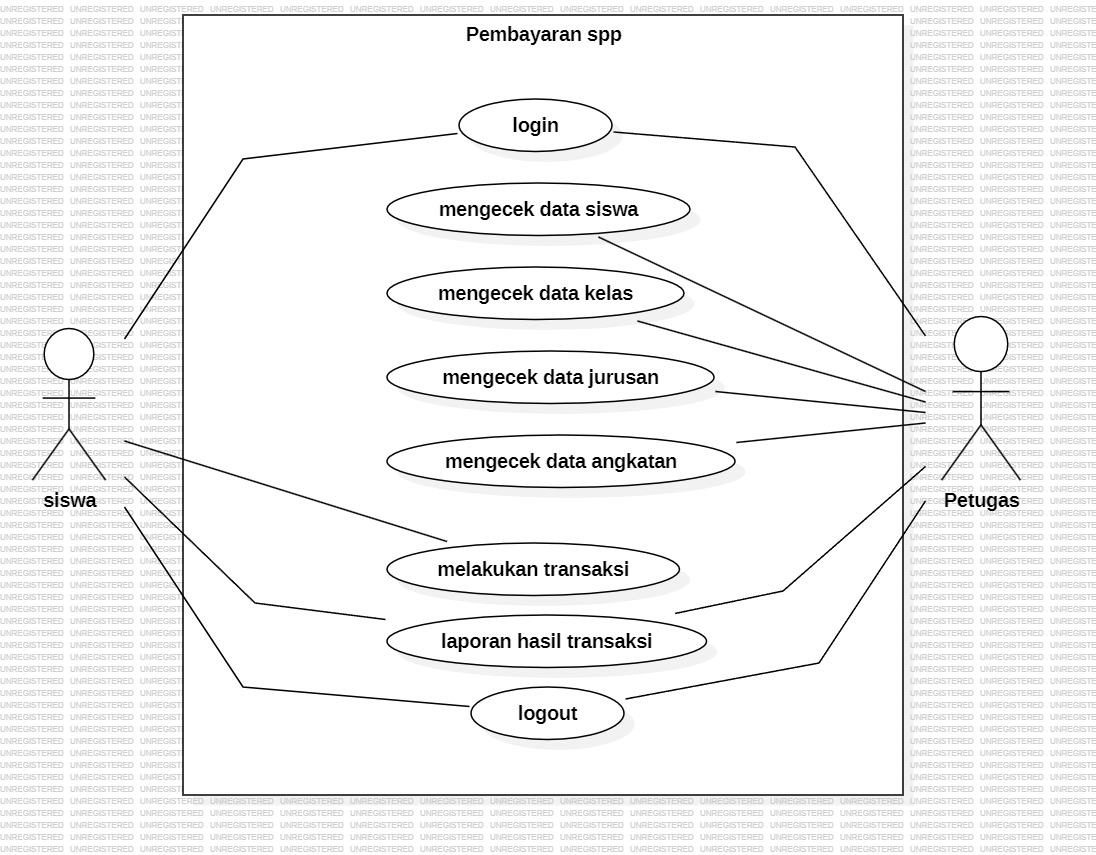 Pembayaran spp
login
mengecek data siswa
mengecek data kelas
mengecek data jurusan
mengecek data angkatan
siswa
Petugas
melakukan transaksi
laporan hasil transaksi
logout
UNREGISTERED